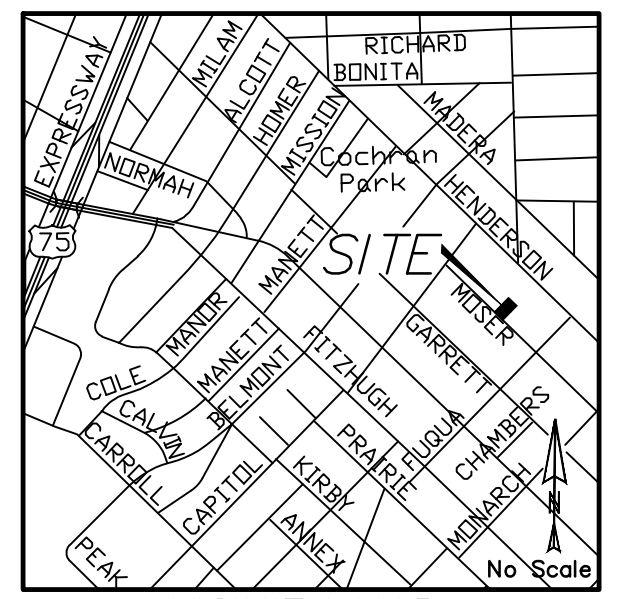 RICHARD
BONITA
MILAM
ALCOTT
HOMER
MISSION
MADERA
EXPRESSWAY
NORMAH
Cochran
Park
HENDERSON
75
MANETT
SITE
MOSER
MANOR
MANETT
BELMONT
FITZHUGH
GARRETT
COLE
CALVIN
CARROLL
CAPITOL
PRAIRIE
FUQUA
CHAMBERS
KIRBY
MONARCH
ANNEX
PEAK
N
No Scale